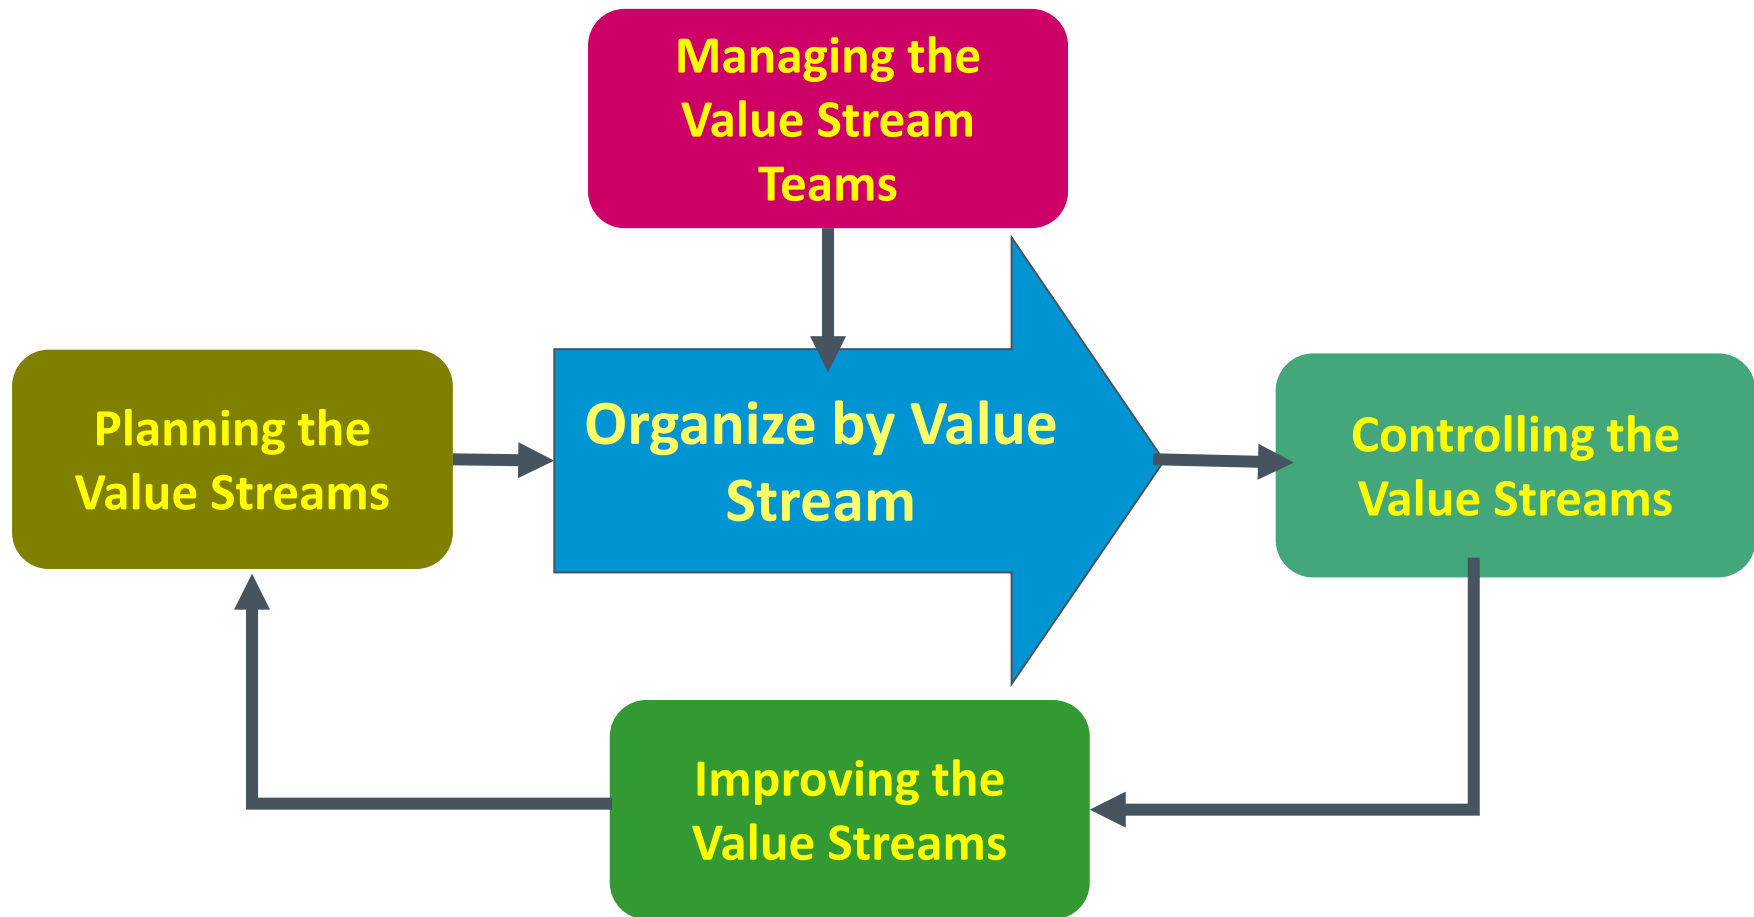 Managing the
Value Stream
Teams
Planning the
Value Streams
Organize by Value
Stream
Controlling the
Value Streams
Improving the
Value Streams